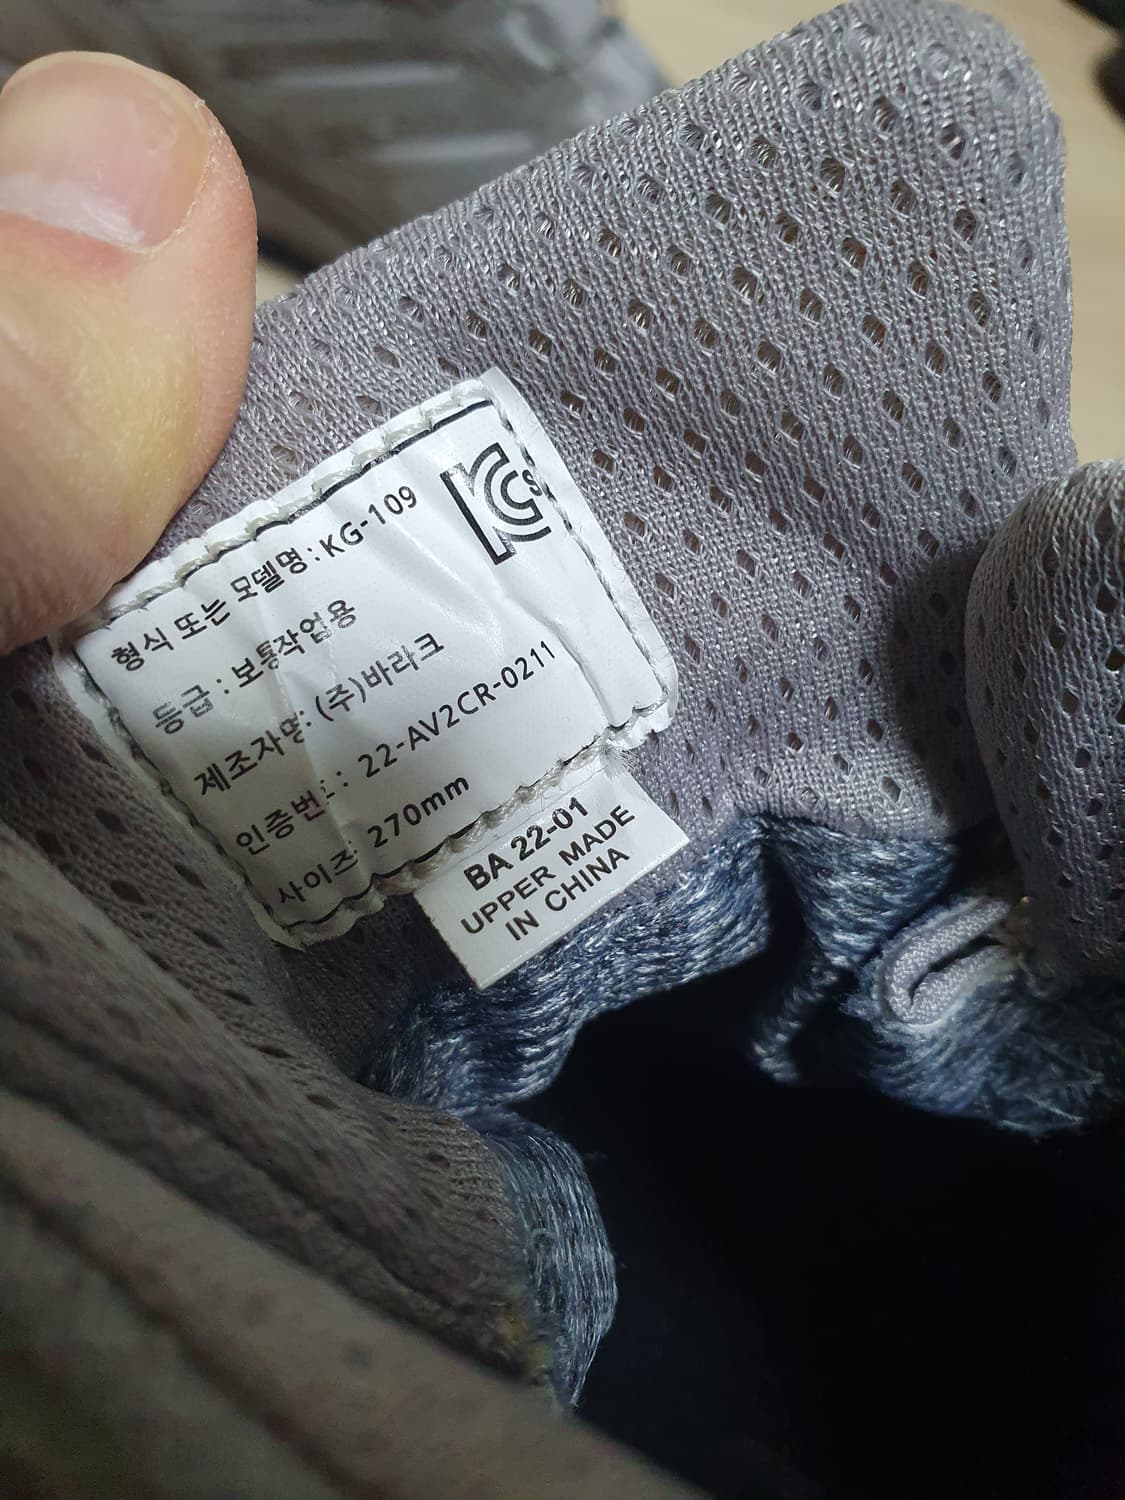 KCs
형식 또는 모델명 : KG-109
등급 : 보통작업용
제조자명: (주)바라크
인증번호: 22-AV2CR-0211
사이즈: 270mm
BA 22-01
UPPER MADE
IN CHINA